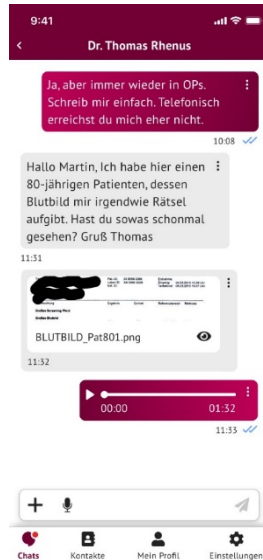 9:41
Dr. Thomas Rhenus
Ja, aber immer wieder in OPs.
Schreib mir einfach. Telefonisch
erreichst du mich eher nicht.
10:08
Hallo Martin, Ich habe hier einen
80-jährigen Patienten, dessen
Blutbild mir irgendwie Rätsel
aufgibt. Hast du sowas schonmal
gesehen? Gruß Thomas
11:31
BLUTBILD_Pat801.png
11:32
00:00 01:32
11:33
Chats Kontakte Mein Profil Einstellungen